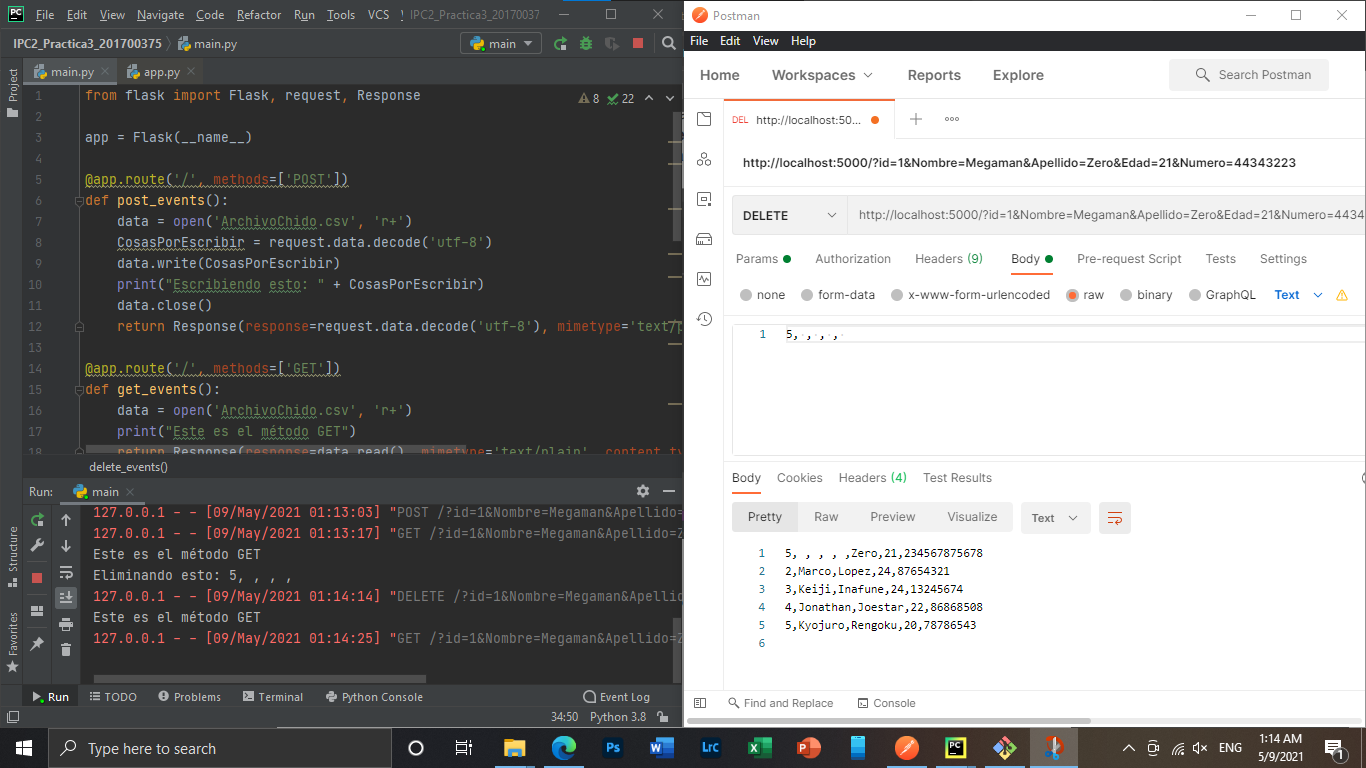 PC File Edit View Navigate Code Refactor Run Tools VCS IPC2_Practica3_20170037
IPC2_Practica3_201700375 main.py main
main.py app.py
Project
8 22
1 from flask import Flask, request, Response
2
3 app = Flask(__name__)
4
5 @app.route('/', methods=['POST'])
6 def post_events():
7 data = open('ArchivoChido.csv', 'r+')
8 CosasPorEscribir = request.data.decode('utf-8')
9 data.write(CosasPorEscribir)
10 print("Escribiendo esto: " + CosasPorEscribir)
11 data.close()
12 return Response(response=request.data.decode('utf-8'), mimetype='text/p
13
14 @app.route('/', methods=['GET'])
15 def get_events():
16 data = open('ArchivoChido.csv', 'r+')
17 print("Este es el método GET")
18 return Response(response=data.read(), mimetype='text/plain', content_ty
delete_events()
Run: main
127.0.0.1 - - [09/May/2021 01:13:03] "POST /?id=1&Nombre=Megaman&Apellido=
127.0.0.1 - - [09/May/2021 01:13:17] "GET /?id=1&Nombre=Megaman&Apellido=Z
Este es el método GET
Eliminando esto: 5, , , ,
127.0.0.1 - - [09/May/2021 01:14:14] "DELETE /?id=1&Nombre=Megaman&Apellido
Este es el método GET
127.0.0.1 - - [09/May/2021 01:14:25] "GET /?id=1&Nombre=Megaman&Apellido=Z
Structure
Favorites
Run TODO Problems Terminal Python Console Event Log
34:50 Python 3.8
Postman
File Edit View Help
Home Workspaces Reports Explore Search Postman
DEL http://localhost:50...
http://localhost:5000/?id=1&Nombre=Megaman&Apellido=Zero&Edad=21&Numero=44343223
DELETE http://localhost:5000/?id=1&Nombre=Megaman&Apellido=Zero&Edad=21&Numero=4434
Params Authorization Headers (9) Body Pre-request Script Tests Settings
none form-data x-www-form-urlencoded raw binary GraphQL Text
1 5, , , ,
Body Cookies Headers (4) Test Results
Pretty Raw Preview Visualize Text
1 5, , , , ,Zero,21,234567875678
2 2,Marco,Lopez,24,87654321
3 3,Keiji,Inafune,24,13245674
4 4,Jonathan,Joestar,22,86868508
5 5,Kyojuro,Rengoku,20,78786543
6
Find and Replace Console
Type here to search
Ps Lrc PC
ENG
1:14 AM
5/9/2021
1